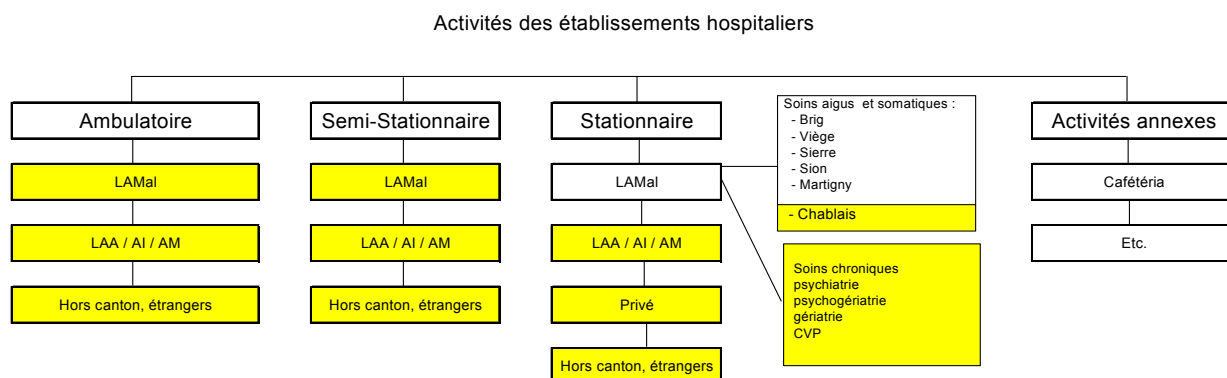 Activités des établissements hospitaliers
Ambulatoire
LAMal
LAA / AI / AM
Hors canton, étrangers
Semi-Stationnaire
LAMal
LAA / AI / AM
Hors canton, étrangers
Stationnaire
LAMal
LAA / AI / AM
Privé
Hors canton, étrangers
Soins aigus et somatiques :
- Brig
- Viège
- Sierre
- Sion
- Martigny
- Chablais
Soins chroniques
psychiatrie
psychogériatrie
gériatrie
CVP
Activités annexes
Cafétéria
Etc.